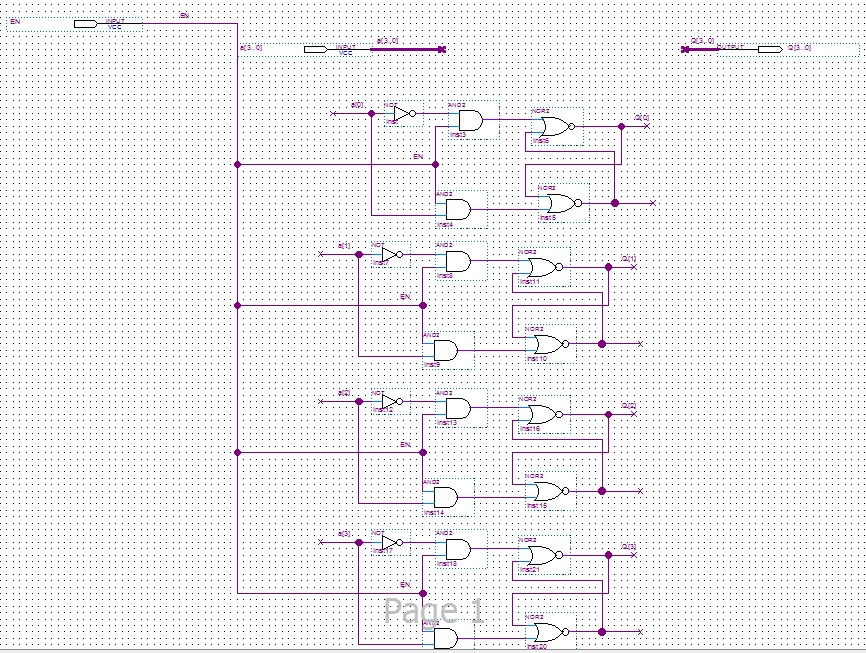 EN INPUT VCC EN
a[3..0] INPUT VCC a[3..0] Q[3..0] OUTPUT Q[3..0]
a[0] NOT inst AND2 inst3 NOR2 inst6 Q[0]
EN
AND2 inst4 NOR2 inst5
a[1] NOT inst7 AND2 inst8 NOR2 inst11 Q[1]
EN
AND2 inst9 NOR2 inst10
a[2] NOT inst12 AND2 inst13 NOR2 inst16 Q[2]
EN
AND2 inst14 NOR2 inst15
a[3] NOT inst17 AND2 inst18 NOR2 inst21 Q[3]
EN
Page 1
AND2 NOR2 inst20